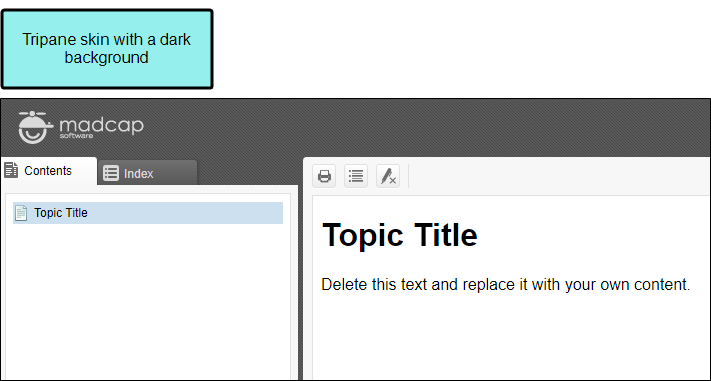 Tripane skin with a dark
background
madcap
software
Contents
Index
Topic Title
Topic Title
Delete this text and replace it with your own content.